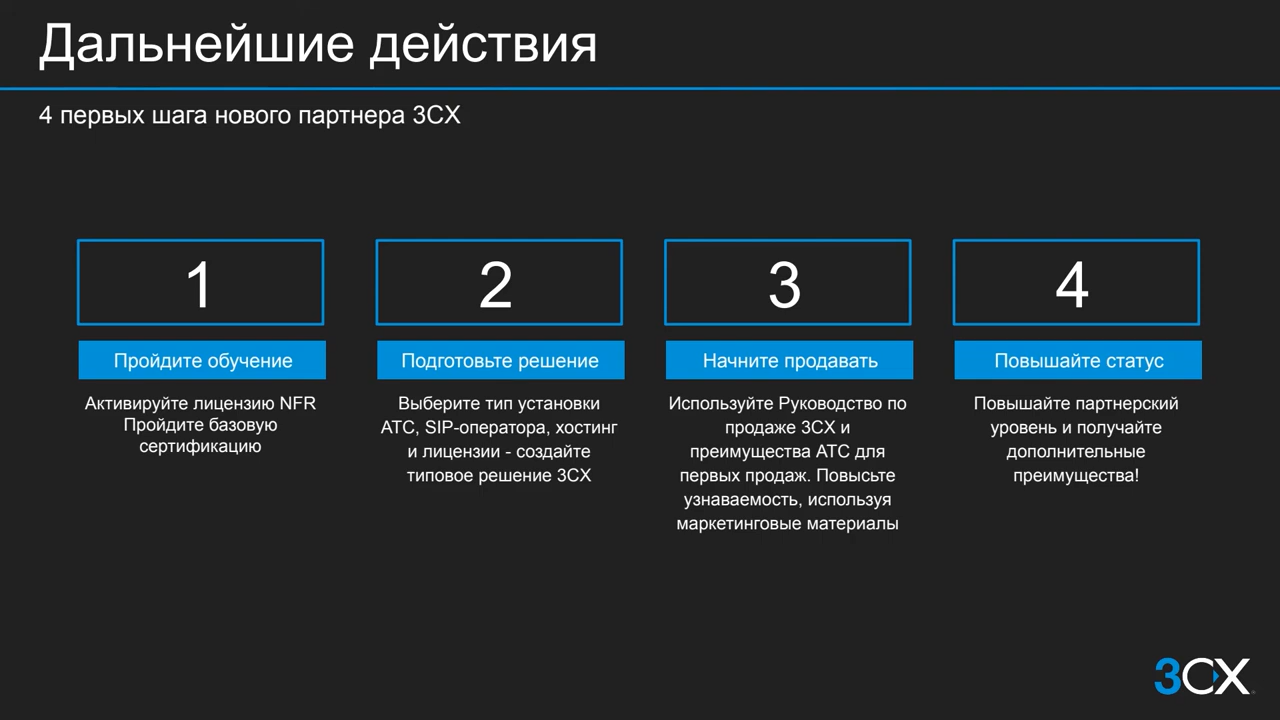 Дальнейшие действия
4 первых шага нового партнера 3CX
1
Пройдите обучение
Активируйте лицензию NFR
Пройдите базовую
сертификацию
2
Подготовьте решение
Выберите тип установки
АТС, SIP-оператора, хостинг
и лицензии - создайте
типовое решение 3CX
3
Начните продавать
Используйте Руководство по
продаже 3CX и
преимущества АТС для
первых продаж. Повысьте
узнаваемость, используя
маркетинговые материалы
4
Повышайте статус
Повышайте партнерский
уровень и получайте
дополнительные
преимущества!
3CX